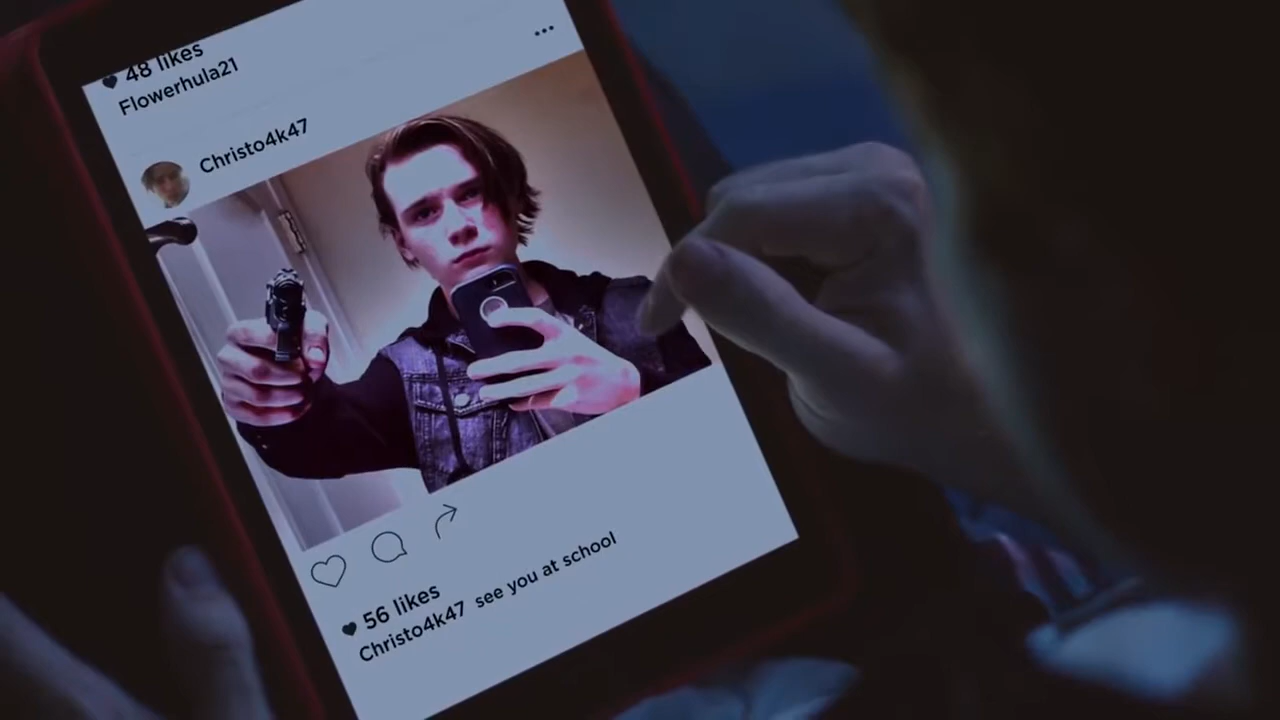 48 likes
Flowerhula21
Christo4k47
56 likes
Christo4k47 see you at school